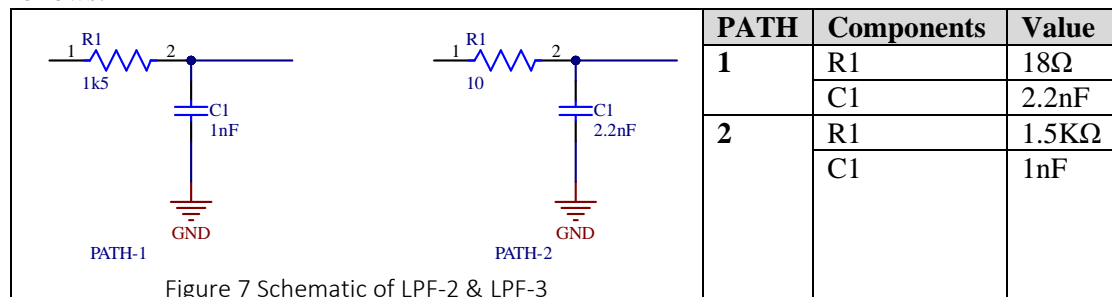 R1
1 2
1k5
C1
1nF
GND
PATH-1
R1
1 2
10
C1
2.2nF
GND
PATH-2
Figure 7 Schematic of LPF-2 & LPF-3
PATH Components Value
1 R1 18Ω
C1 2.2nF
2 R1 1.5KΩ
C1 1nF